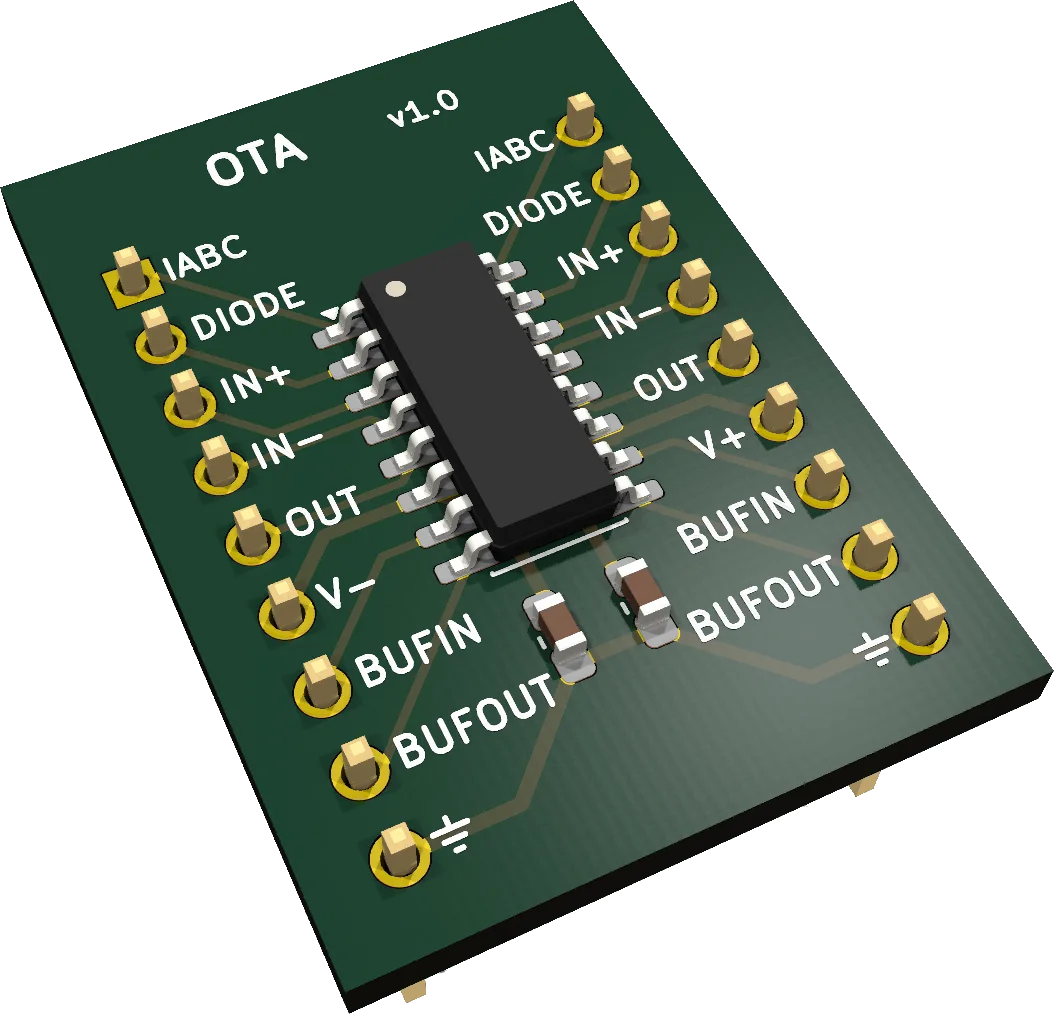 OTA
v1.0
IABC
DIODE
IN+
IN−
OUT
V−
BUFIN
BUFOUT
IABC
DIODE
IN+
IN−
OUT
V+
BUFIN
BUFOUT